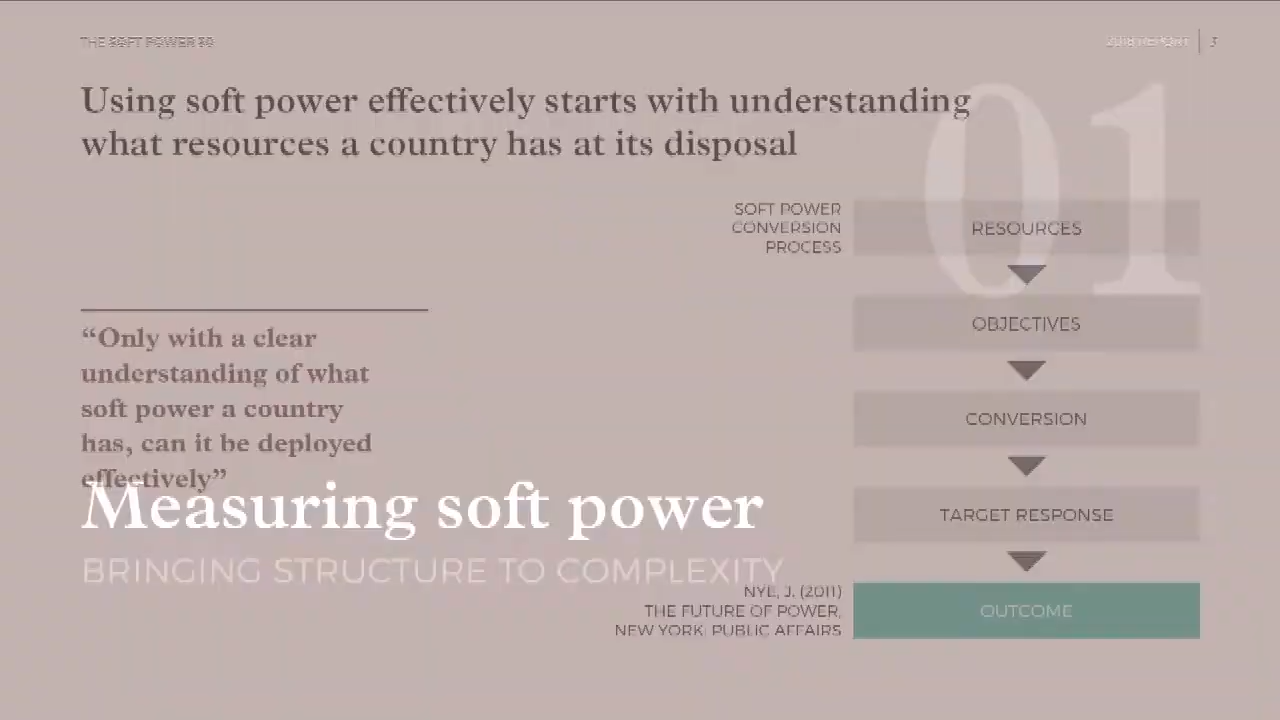 THE SOFT POWER 30
2018 REPORT
Using soft power effectively starts with understanding
what resources a country has at its disposal
01
SOFT POWER
CONVERSION
PROCESS
RESOURCES
OBJECTIVES
“Only with a clear
understanding of what
soft power a country
has, can it be deployed
effectively”
CONVERSION
Measuring soft power
BRINGING STRUCTURE TO COMPLEXITY
TARGET RESPONSE
NYE, J. (2011)
THE FUTURE OF POWER,
NEW YORK: PUBLIC AFFAIRS
OUTCOME